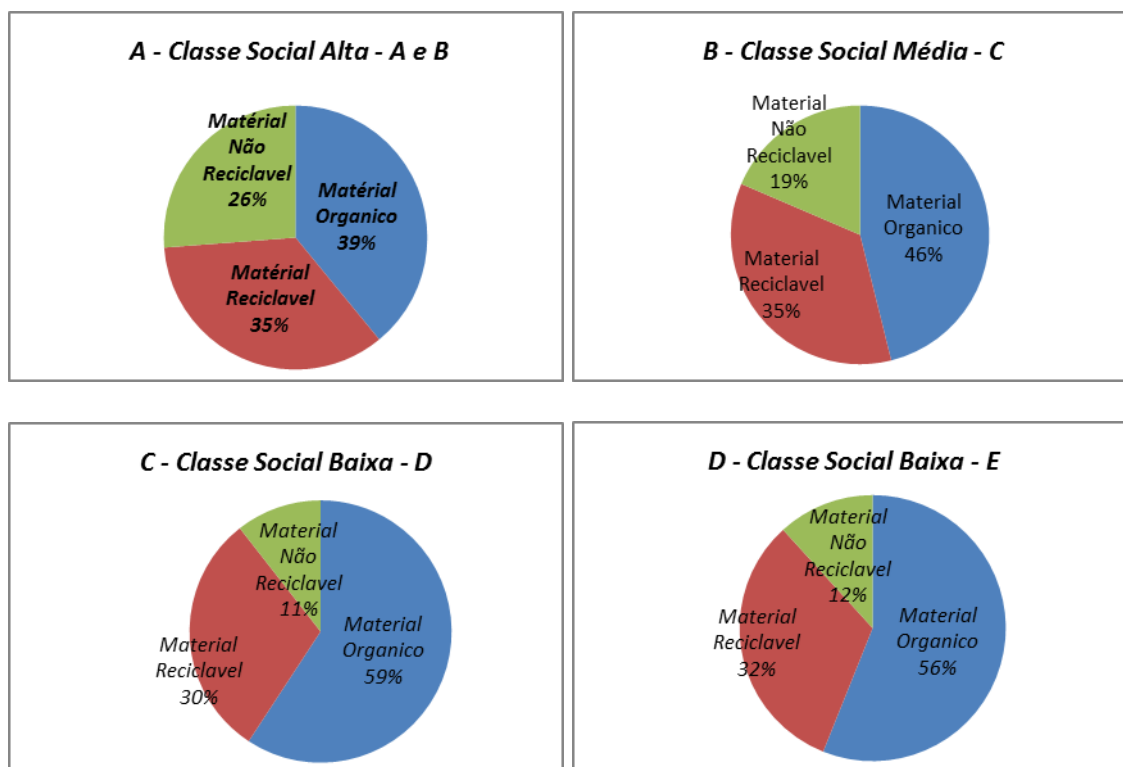 A - Classe Social Alta - A e B
Matérial
Não
Reciclavel
26%
Matérial
Organico
39%
Matérial
Reciclavel
35%
B - Classe Social Média - C
Material
Não
Reciclavel
19%
Material
Organico
46%
Material
Reciclavel
35%
C - Classe Social Baixa - D
Material
Não
Reciclavel
11%
Material
Organico
59%
Material
Reciclavel
30%
D - Classe Social Baixa - E
Material
Não
Reciclavel
12%
Material
Organico
56%
Material
Reciclavel
32%